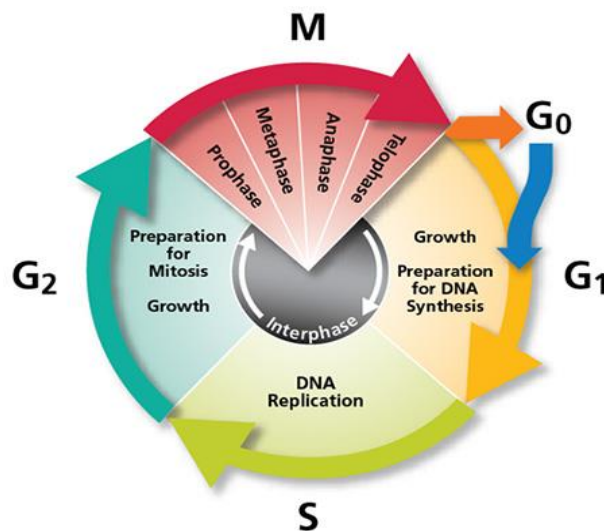 M
Prophase
Metaphase
Anaphase
Telophase
G₀
G₁
Growth
Preparation
for DNA
Synthesis
S
DNA
Replication
G₂
Preparation
for
Mitosis
Growth
Interphase